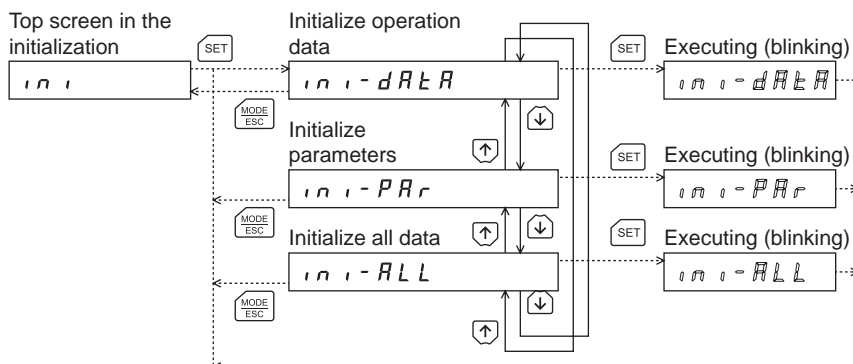 Top screen in the
initialization
SET
ini
MODE
ESC
Initialize operation
data
ini-dAtA
SET
Executing (blinking)
ini-dAtA
Initialize
parameters
ini-PAr
MODE
ESC
SET
Executing (blinking)
ini-PAr
Initialize all data
ini-ALL
MODE
ESC
SET
Executing (blinking)
ini-ALL